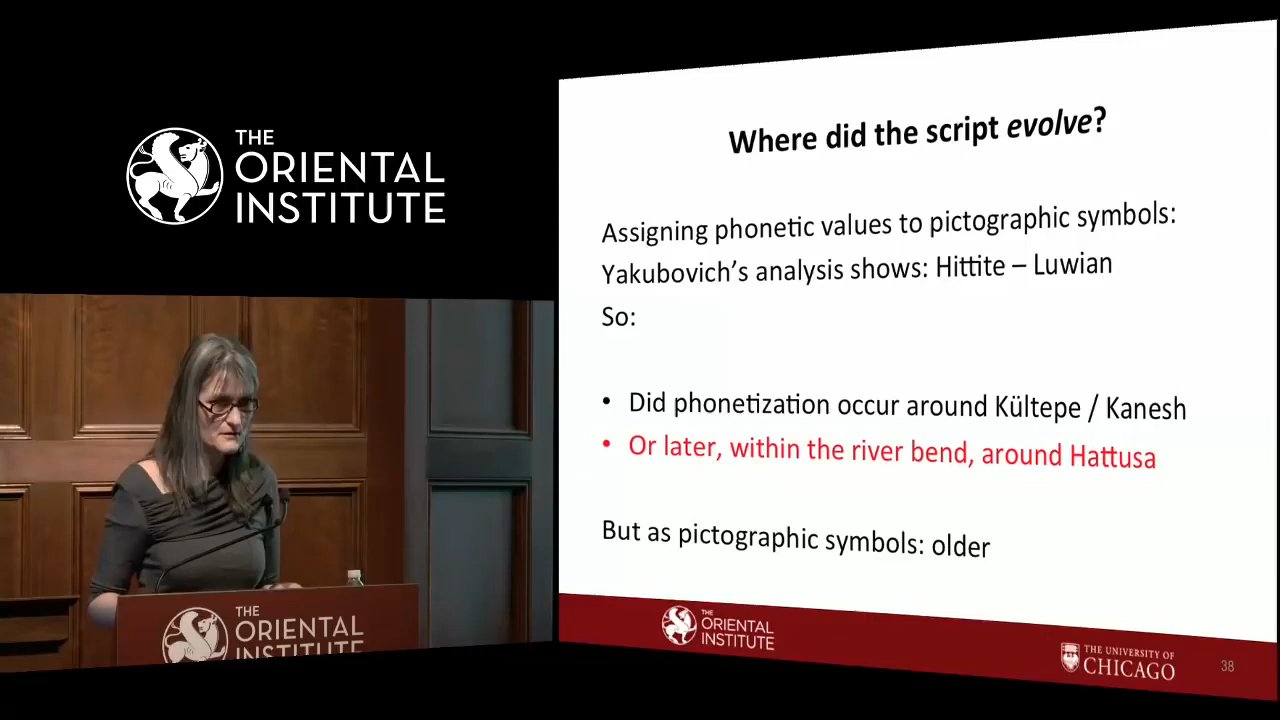 THE
ORIENTAL
INSTITUTE
THE
ORIENTAL
INSTITUTE
Where did the script evolve?
Assigning phonetic values to pictographic symbols:
Yakubovich's analysis shows: Hittite – Luwian
So:
• Did phonetization occur around Kültepe / Kanesh
• Or later, within the river bend, around Hattusa
But as pictographic symbols: older
THE
ORIENTAL
INSTITUTE
THE UNIVERSITY OF
CHICAGO
38